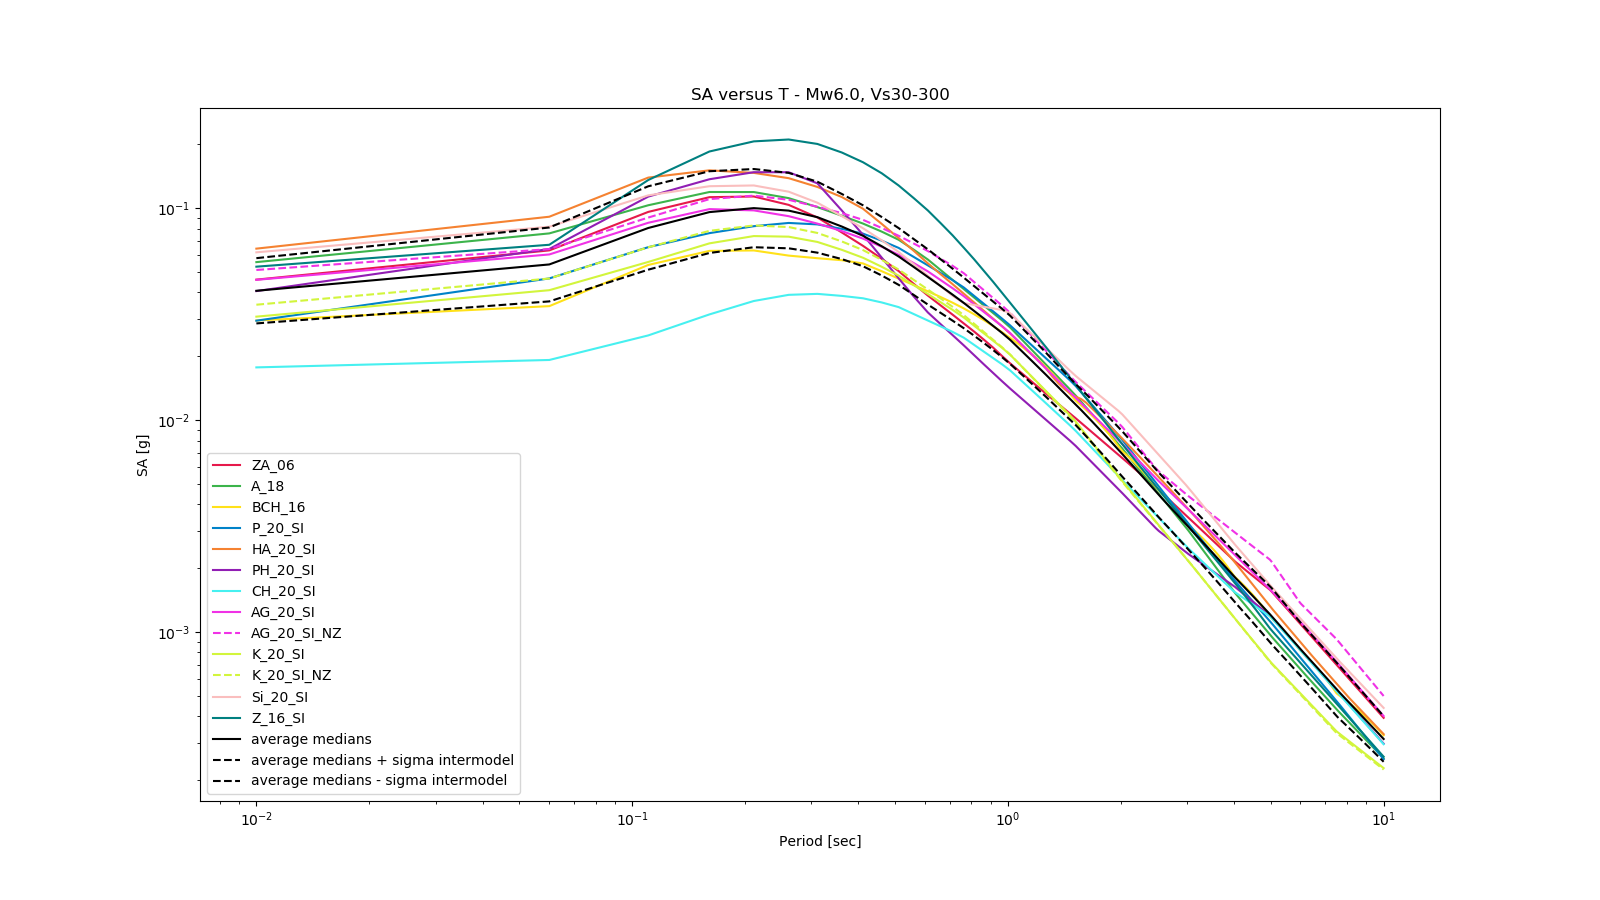 SA versus T - Mw6.0, Vs30-300
SA [g]
10⁻¹
10⁻²
10⁻³
ZA_06
A_18
BCH_16
P_20_SI
HA_20_SI
PH_20_SI
CH_20_SI
AG_20_SI
AG_20_SI_NZ
K_20_SI
K_20_SI_NZ
Si_20_SI
Z_16_SI
average medians
average medians + sigma intermodel
average medians - sigma intermodel
10⁻² 10⁻¹ 10⁰ 10¹
Period [sec]